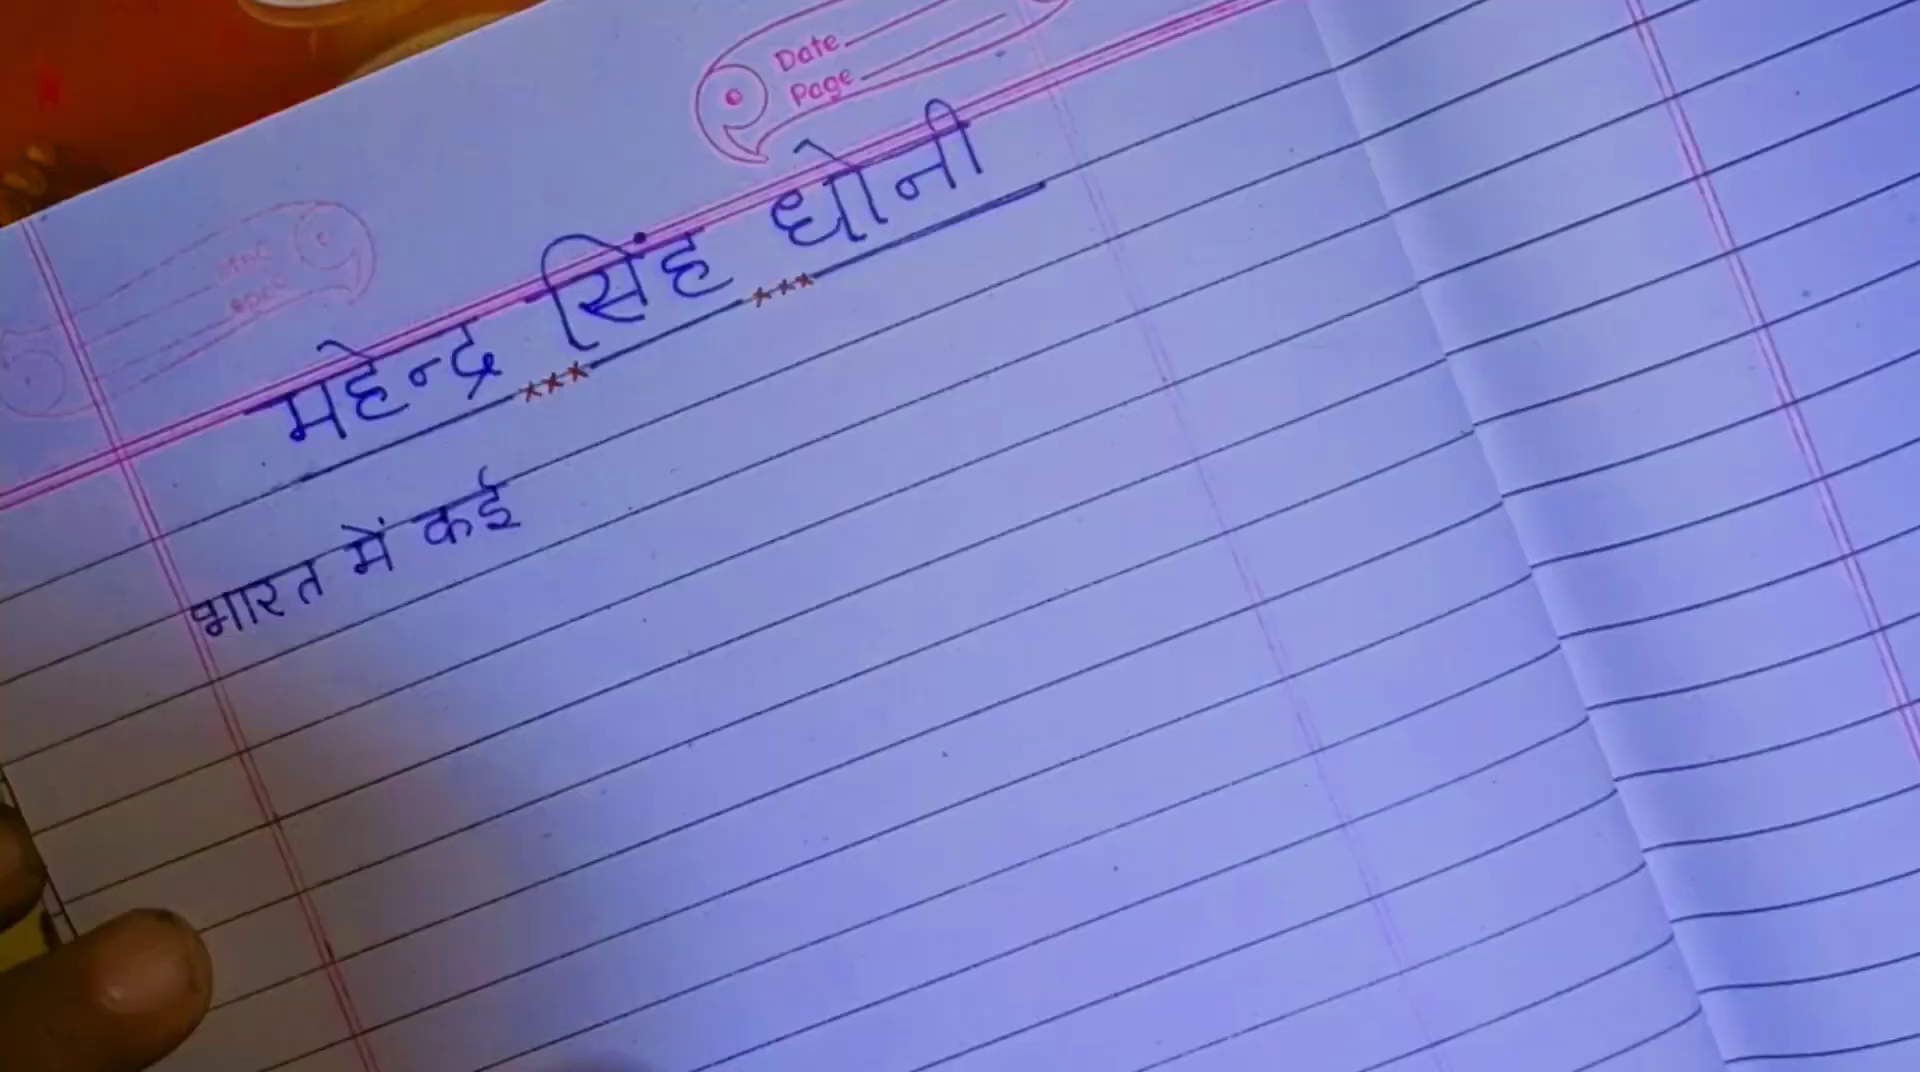 Date
Page
महेन्द्र सिंह धोनी
भारत में कई